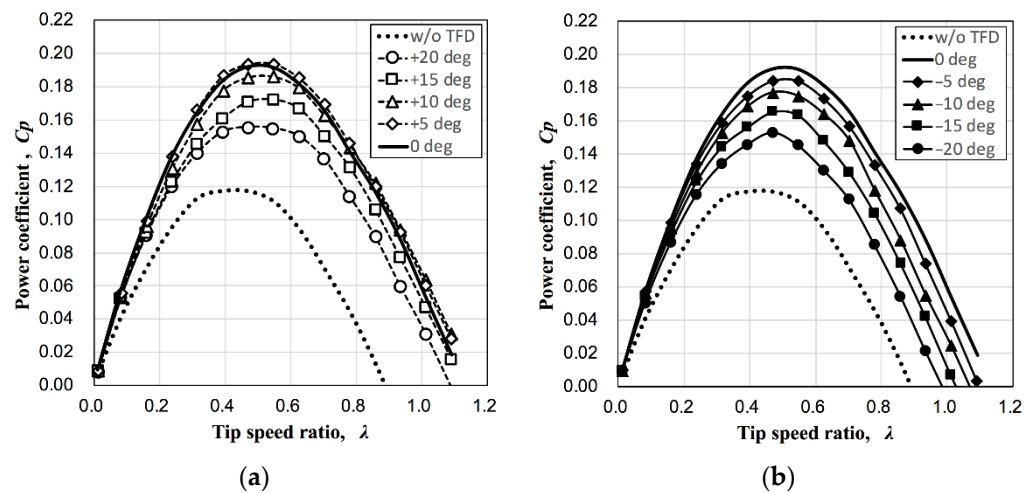 0.22
0.20
0.18
0.16
0.14
0.12
0.10
0.08
0.06
0.04
0.02
0.00
Power coefficient , Cp
w/o TFD
+20 deg
+15 deg
+10 deg
+5 deg
0 deg
0.0 0.2 0.4 0.6 0.8 1.0 1.2
Tip speed ratio, λ
(a)
0.22
0.20
0.18
0.16
0.14
0.12
0.10
0.08
0.06
0.04
0.02
0.00
Power coefficient , Cp
w/o TFD
0 deg
−5 deg
−10 deg
−15 deg
−20 deg
0.0 0.2 0.4 0.6 0.8 1.0 1.2
Tip speed ratio, λ
(b)